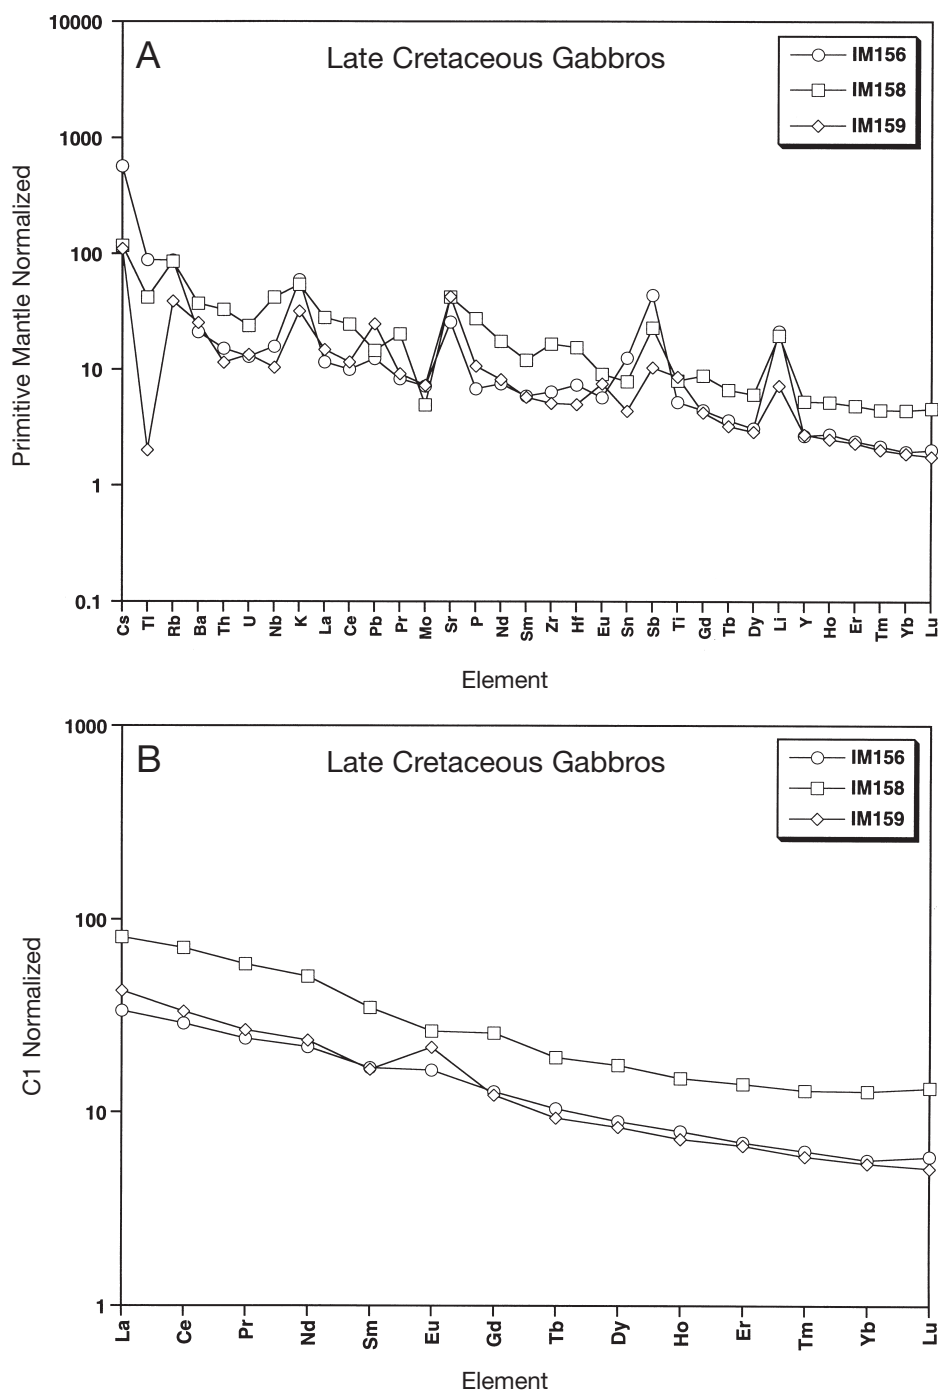 A
Late Cretaceous Gabbros
IM156
IM158
IM159
Primitive Mantle Normalized
10000
1000
100
10
1
0.1
Cs Tl Rb Ba Th U Nb K La Ce Pb Pr Mo Sr P Nd Sm Zr Hf Eu Sn Sb Ti Gd Tb Dy Li Y Ho Er Tm Yb Lu
Element
B
Late Cretaceous Gabbros
IM156
IM158
IM159
C1 Normalized
1000
100
10
1
La Ce Pr Nd Sm Eu Gd Tb Dy Ho Er Tm Yb Lu
Element